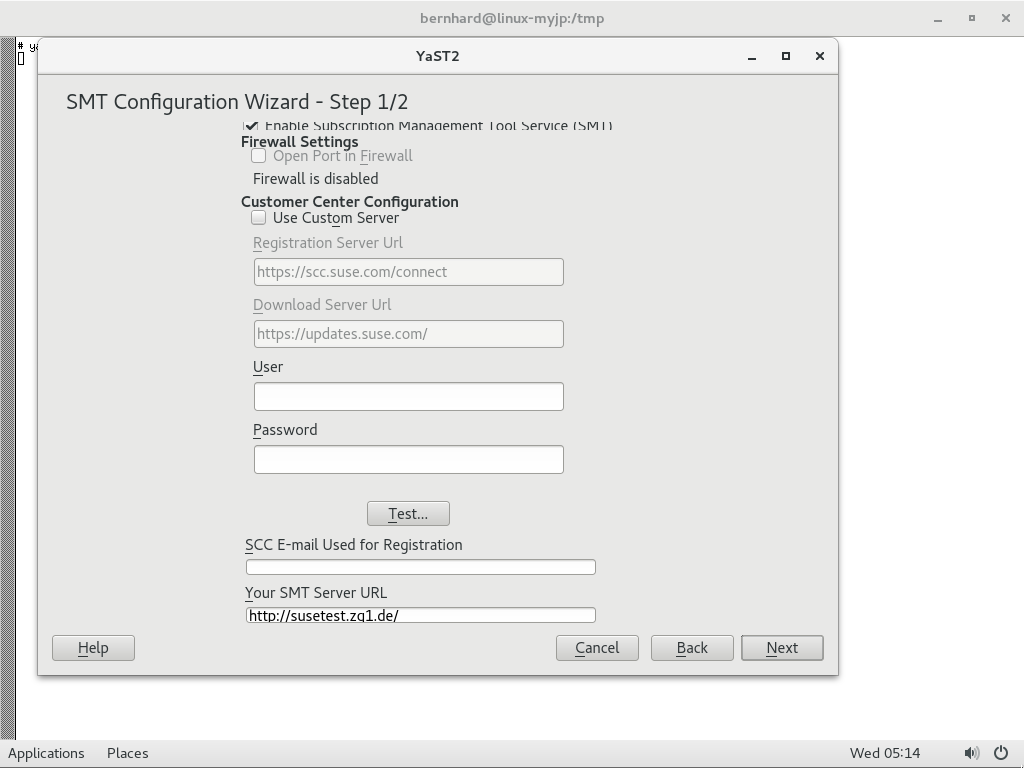 bernhard@linux-myjp:/tmp
#
YaST2
SMT Configuration Wizard - Step 1/2
Enable Subscription Management Tool Service (SMT)
Firewall Settings
Open Port in Firewall
Firewall is disabled
Customer Center Configuration
Use Custom Server
Registration Server Url
https://scc.suse.com/connect
Download Server Url
https://updates.suse.com/
User
Password
Test...
SCC E-mail Used for Registration
Your SMT Server URL
http://susetest.zq1.de/
Help Cancel Back Next
Applications Places Wed 05:14